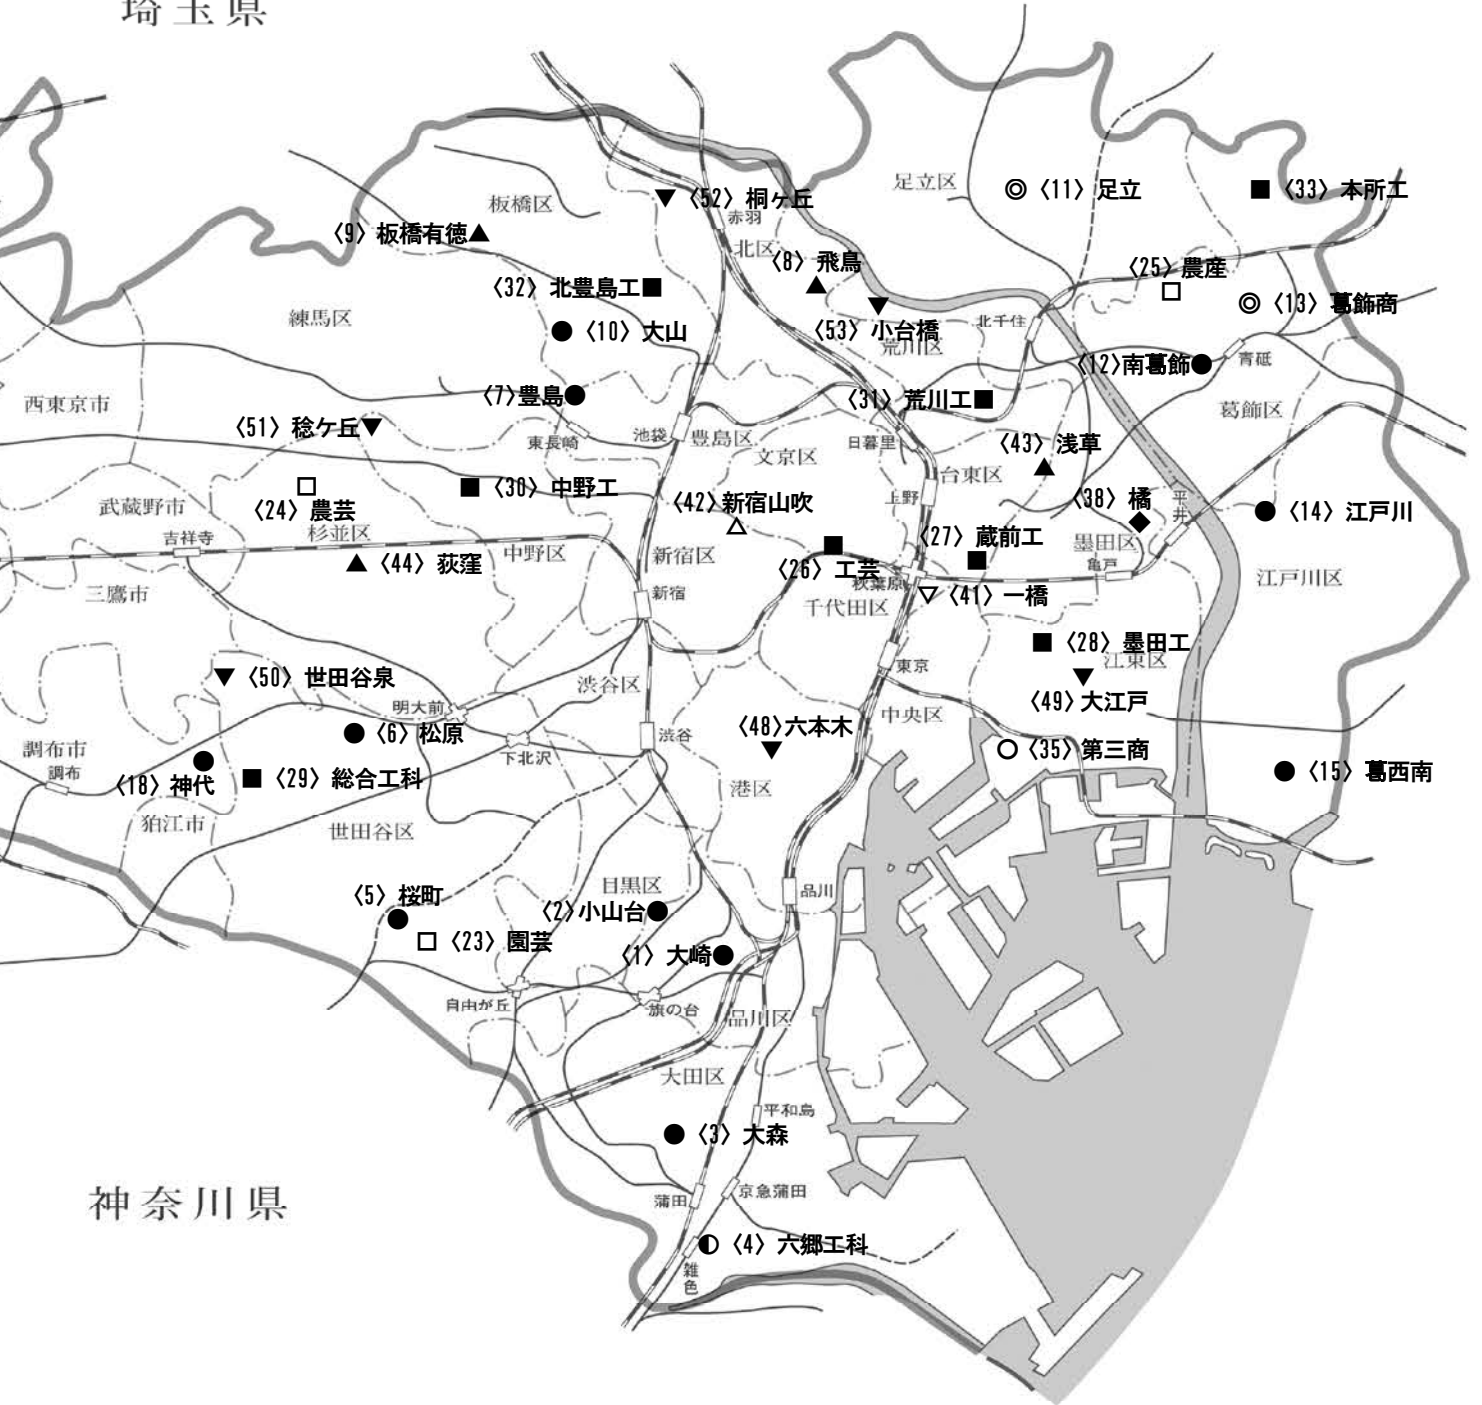 埼玉県
足立区
◎〈11〉足立
■〈33〉本所工
板橋区
▼〈52〉桐ヶ丘
赤羽
〈9〉板橋有徳▲
北区
〈8〉飛鳥
▲
〈25〉農産
□
〈32〉北豊島工■
◎〈13〉葛飾商
▼
〈53〉小台橋
練馬区
●〈10〉大山
北千住
荒川区
青砥
〈12〉南葛飾●
〈7〉豊島●
〈31〉荒川工■
西東京市
葛飾区
〈51〉稔ケ丘▼
東長崎
池袋
豊島区
日暮里
〈43〉浅草
▲
文京区
台東区
□
〈24〉農芸
■〈30〉中野工
武蔵野市
〈42〉新宿山吹
△
上野
〈38〉橘
◆
平井
●〈14〉江戸川
杉並区
吉祥寺
〈27〉蔵前工
■
墨田区
中野区
新宿区
■
〈26〉工芸
▲〈44〉荻窪
亀戸
江戸川区
秋葉原
三鷹市
新宿
▽〈41〉一橋
千代田区
■〈28〉墨田工
江東区
東京
▼〈50〉世田谷泉
渋谷区
▼
〈49〉大江戸
明大前
中央区
●〈6〉松原
渋谷
〈48〉六本木
▼
調布市
下北沢
○〈35〉第三商
調布
●
〈18〉神代
■〈29〉総合工科
●〈15〉葛西南
港区
狛江市
世田谷区
目黒区
品川
〈5〉桜町
●
〈2〉小山台●
□〈23〉園芸
〈1〉大崎●
自由が丘
旗の台
品川区
大田区
平和島
●〈3〉大森
神奈川県
蒲田
京急蒲田
◐〈4〉六郷工科
雑色